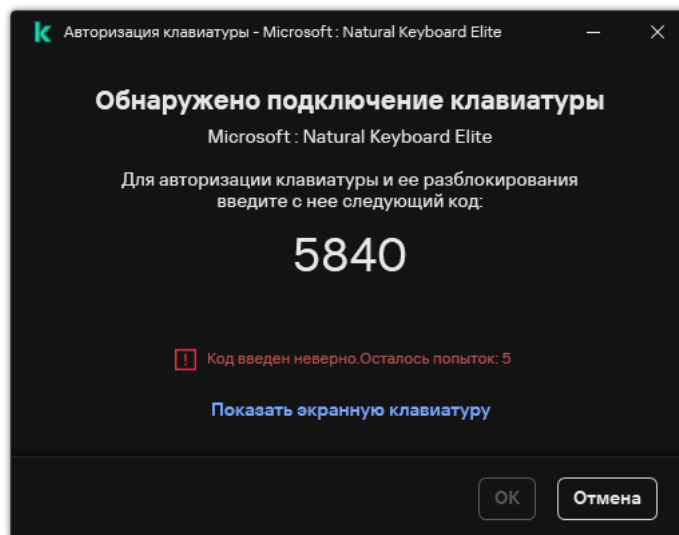 Авторизация клавиатуры - Microsoft : Natural Keyboard Elite
Обнаружено подключение клавиатуры
Microsoft : Natural Keyboard Elite
Для авторизации клавиатуры и ее разблокирования
введите с нее следующий код:
5840
Код введен неверно.Осталось попыток: 5
Показать экранную клавиатуру
ОК
Отмена